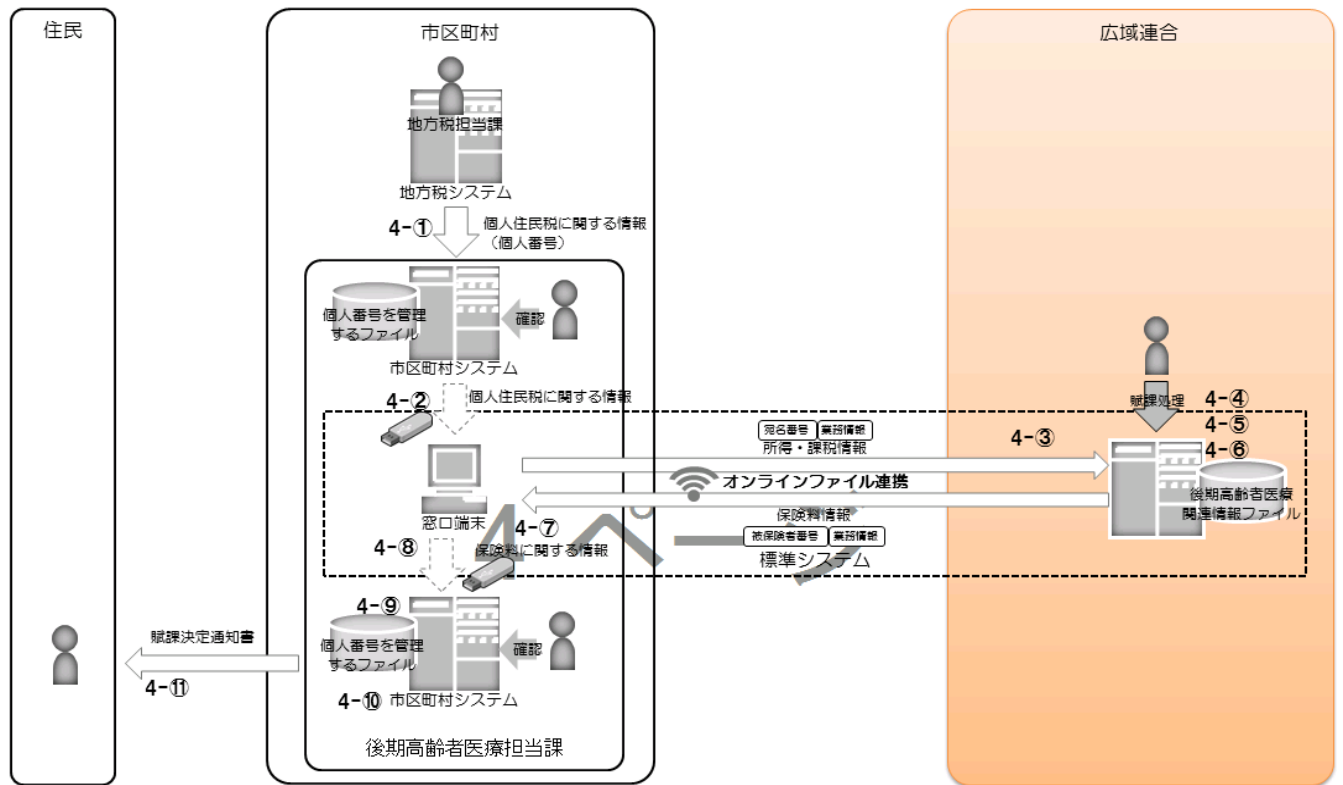 住民
市区町村
広域連合
地方税担当課
地方税システム
4-①
個人住民税に関する情報
（個人番号）
個人番号を管理
するファイル
確認
市区町村システム
4-②
個人住民税に関する情報
賦課処理
4-④
4-⑤
4-⑥
宛名番号
業務情報
所得・課税情報
4-③
オンラインファイル連携
窓口端末
4-⑦
保険料情報
後期高齢者医療
関連情報ファイル
被保険者番号
業務情報
標準システム
4-⑧
保険料に関する情報
4ページ
4-⑨
個人番号を管理
するファイル
確認
4-⑩
市区町村システム
賦課決定通知書
4-⑪
後期高齢者医療担当課